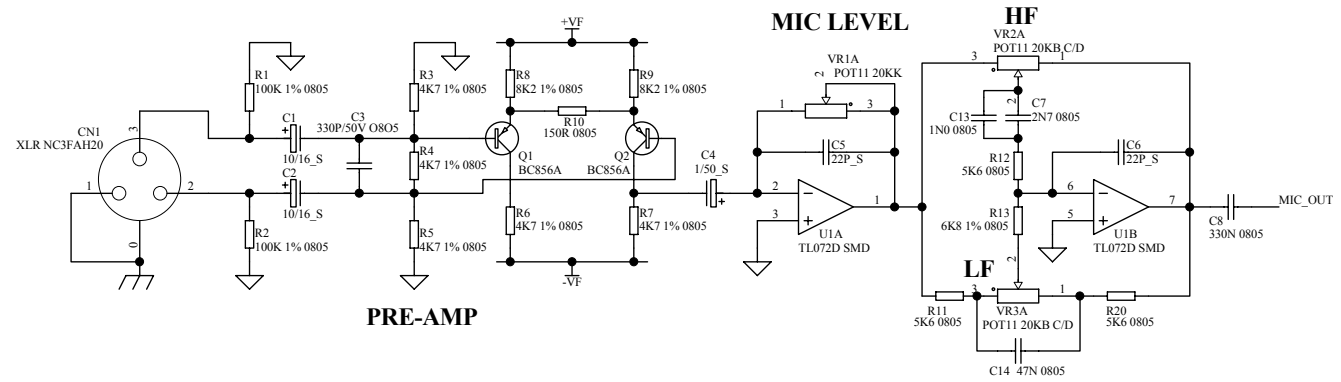 MIC LEVEL
HF
+VF
VR2A
POT11 20KB C/D
3
1
2
VR1A
POT11 20KK
2
1
3
R1
100K 1% 0805
R3
4K7 1% 0805
R8
8K2 1% 0805
R9
8K2 1% 0805
C13
1N0 0805
C7
2N7 0805
CN1
XLR NC3FAH20
3
C1
+
10/16_S
C3
330P/50V O8O5
R10
150R 0805
R4
4K7 1% 0805
Q1
BC856A
Q2
BC856A
C4
1/50_S
+
C5
22P_S
R12
5K6 0805
C6
22P_S
1
2
0
C2
+
10/16_S
2
3
1
U1A
TL072D SMD
R13
6K8 1% 0805
6
5
7
U1B
TL072D SMD
C8
330N 0805
MIC_OUT
R2
100K 1% 0805
R5
4K7 1% 0805
R6
4K7 1% 0805
R7
4K7 1% 0805
-VF
PRE-AMP
LF
2
3
1
R11
5K6 0805
VR3A
POT11 20KB C/D
R20
5K6 0805
C14
47N 0805